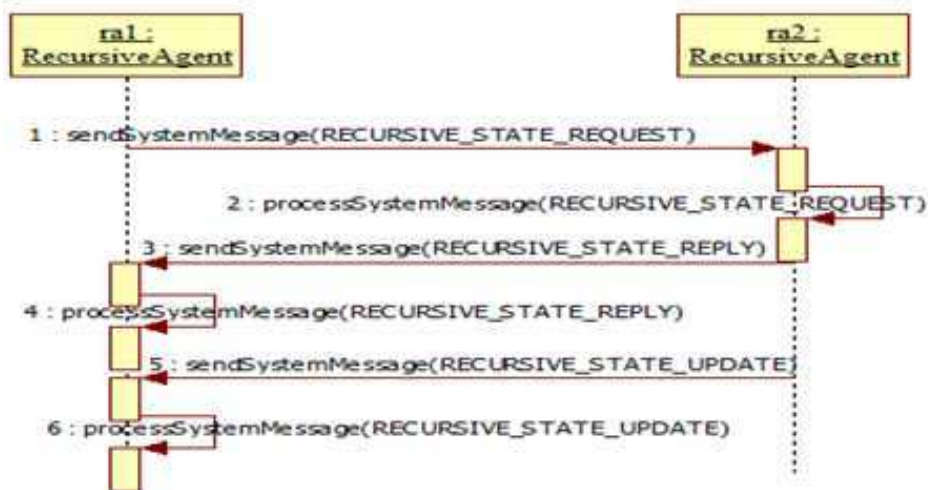 ra1 :
RecursiveAgent
ra2 :
RecursiveAgent
1 : sendSystemMessage(RECURSIVE_STATE_REQUEST)
2 : processSystemMessage(RECURSIVE_STATE_REQUEST)
3 : sendSystemMessage(RECURSIVE_STATE_REPLY)
4 : processSystemMessage(RECURSIVE_STATE_REPLY)
5 : sendSystemMessage(RECURSIVE_STATE_UPDATE)
6 : processSystemMessage(RECURSIVE_STATE_UPDATE)